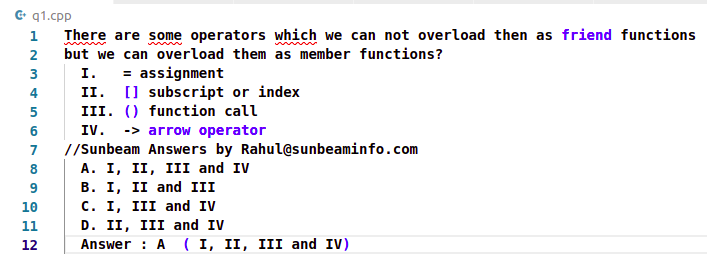 q1.cpp
1 There are some operators which we can not overload then as friend functions
2 but we can overload them as member functions?
3 I. = assignment
4 II. [] subscript or index
5 III. () function call
6 IV. -> arrow operator
7 //Sunbeam Answers by Rahul@sunbeaminfo.com
8 A. I, II, III and IV
9 B. I, II and III
10 C. I, III and IV
11 D. II, III and IV
12 Answer : A ( I, II, III and IV)